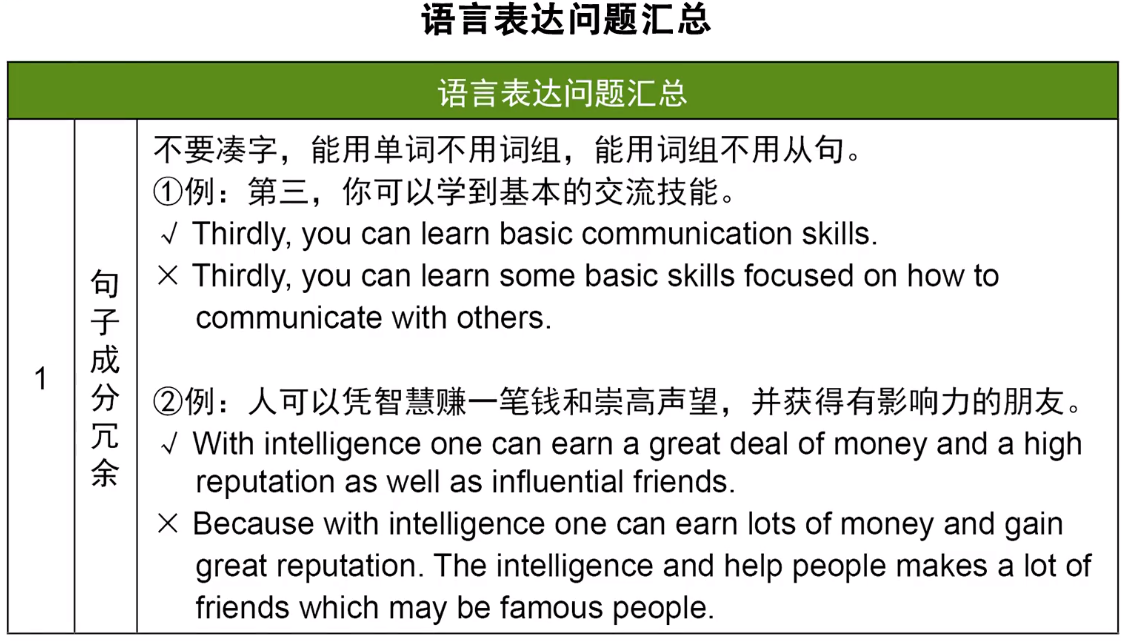 语言表达问题汇总
语言表达问题汇总
1
句子成分冗余
不要凑字，能用单词不用词组，能用词组不用从句。
①例：第三，你可以学到基本的交流技能。
√ Thirdly, you can learn basic communication skills.
× Thirdly, you can learn some basic skills focused on how to
communicate with others.
②例：人可以凭智慧赚一笔钱和崇高声望，并获得有影响力的朋友。
√ With intelligence one can earn a great deal of money and a high
reputation as well as influential friends.
× Because with intelligence one can earn lots of money and gain
great reputation. The intelligence and help people makes a lot of
friends which may be famous people.